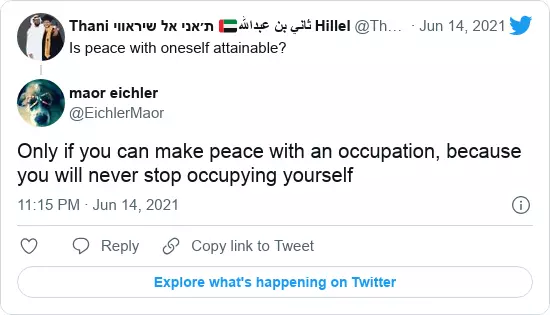 Thani ת׳אני אל שיראווי 🇦🇪ثاني بن عبدالله Hillel @Th... · Jun 14, 2021
Is peace with oneself attainable?
maor eichler
@EichlerMaor
Only if you can make peace with an occupation, because
you will never stop occupying yourself
11:15 PM · Jun 14, 2021
Reply
Copy link to Tweet
Explore what's happening on Twitter